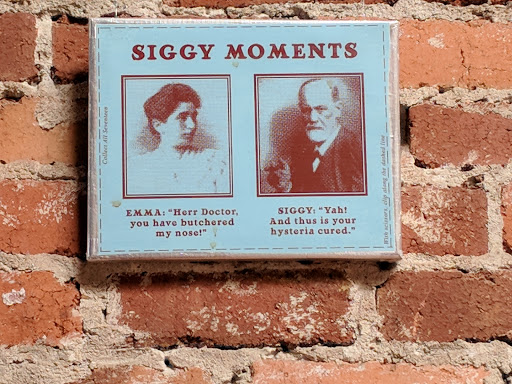 SIGGY MOMENTS
Collect All Seventeen
EMMA: "Herr Doctor,
you have butchered
my nose!"
SIGGY: "Yah!
And thus is your
hysteria cured."
With scissors, clip along the dashed line